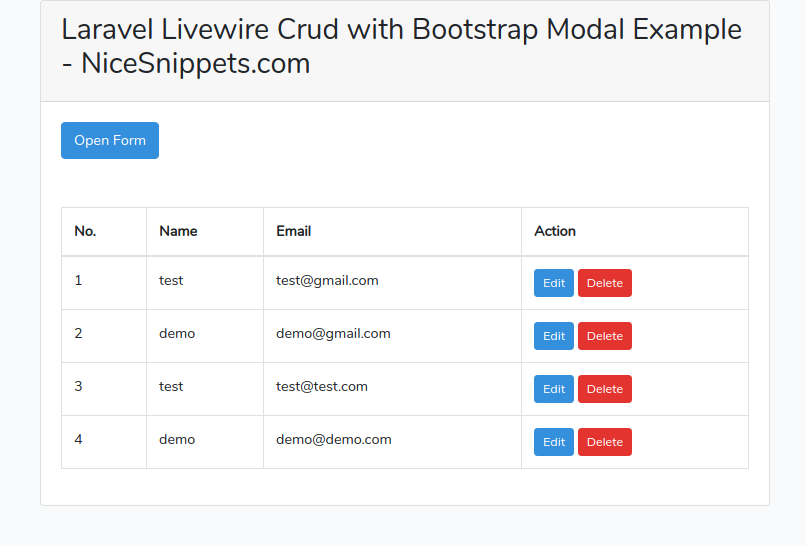 Laravel Livewire Crud with Bootstrap Modal Example
- NiceSnippets.com
Open Form
No. Name Email Action
1 test test@gmail.com Edit Delete
2 demo demo@gmail.com Edit Delete
3 test test@test.com Edit Delete
4 demo demo@demo.com Edit Delete